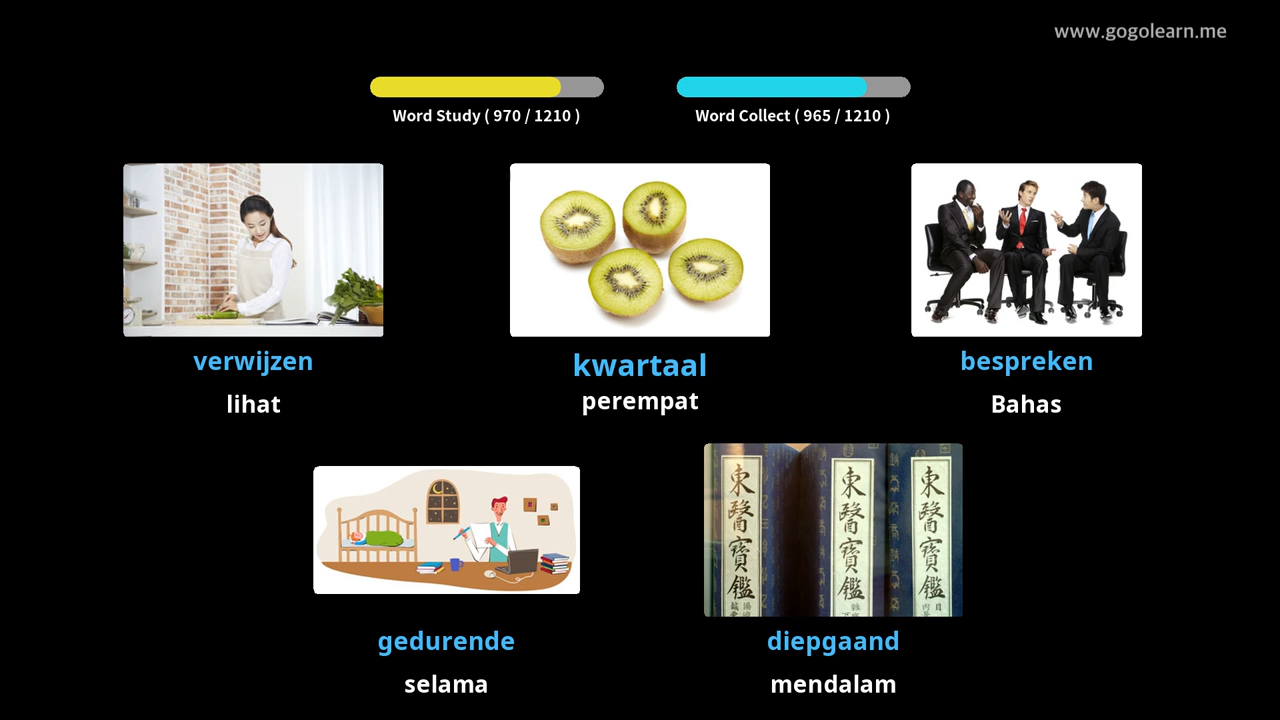 www.gogolearn.me
Word Study ( 970 / 1210 )
Word Collect ( 965 / 1210 )
verwijzen
lihat
kwartaal
perempat
bespreken
Bahas
東醫寶鑑
東醫寶鑑
東醫寶鑑
gedurende
selama
diepgaand
mendalam